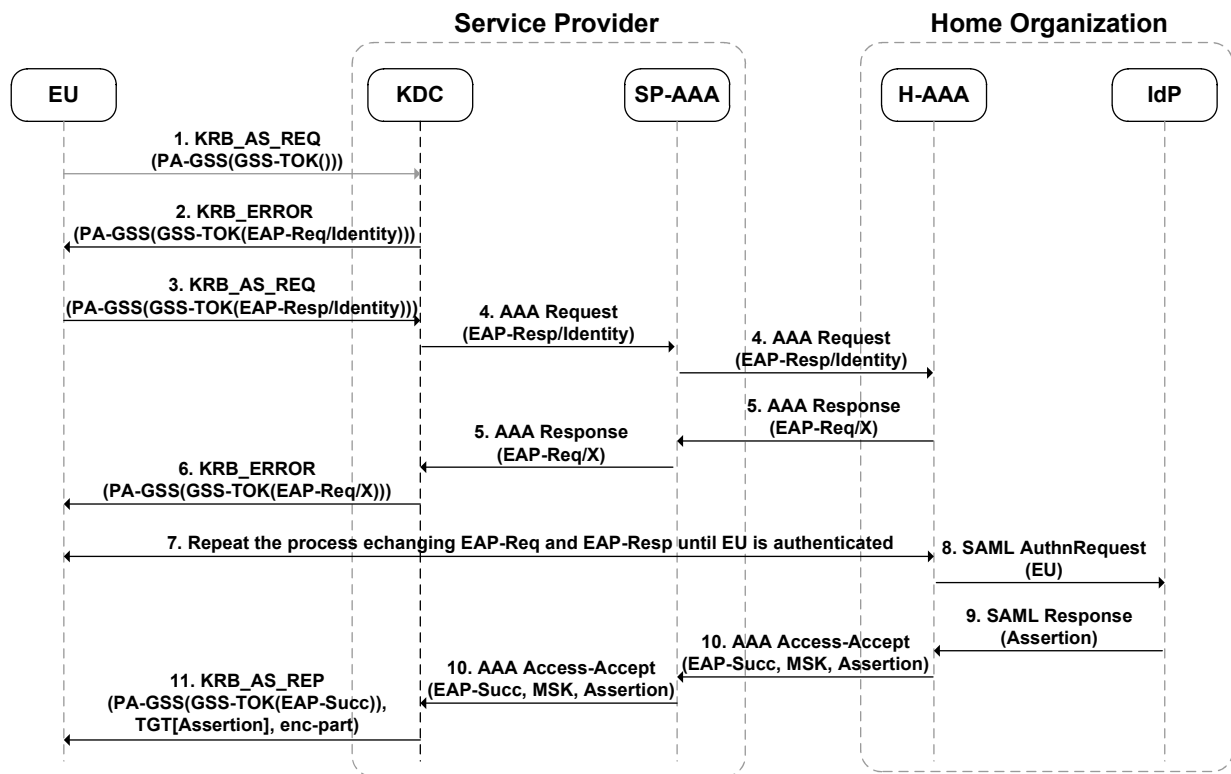 Service Provider
Home Organization
EU
KDC
SP-AAA
H-AAA
IdP
1. KRB_AS_REQ
(PA-GSS(GSS-TOK()))
2. KRB_ERROR
(PA-GSS(GSS-TOK(EAP-Req/Identity)))
3. KRB_AS_REQ
(PA-GSS(GSS-TOK(EAP-Resp/Identity)))
4. AAA Request
(EAP-Resp/Identity)
4. AAA Request
(EAP-Resp/Identity)
5. AAA Response
(EAP-Req/X)
5. AAA Response
(EAP-Req/X)
6. KRB_ERROR
(PA-GSS(GSS-TOK(EAP-Req/X)))
7. Repeat the process echanging EAP-Req and EAP-Resp until EU is authenticated
8. SAML AuthnRequest
(EU)
9. SAML Response
(Assertion)
10. AAA Access-Accept
(EAP-Succ, MSK, Assertion)
10. AAA Access-Accept
(EAP-Succ, MSK, Assertion)
11. KRB_AS_REP
(PA-GSS(GSS-TOK(EAP-Succ)),
TGT[Assertion], enc-part)